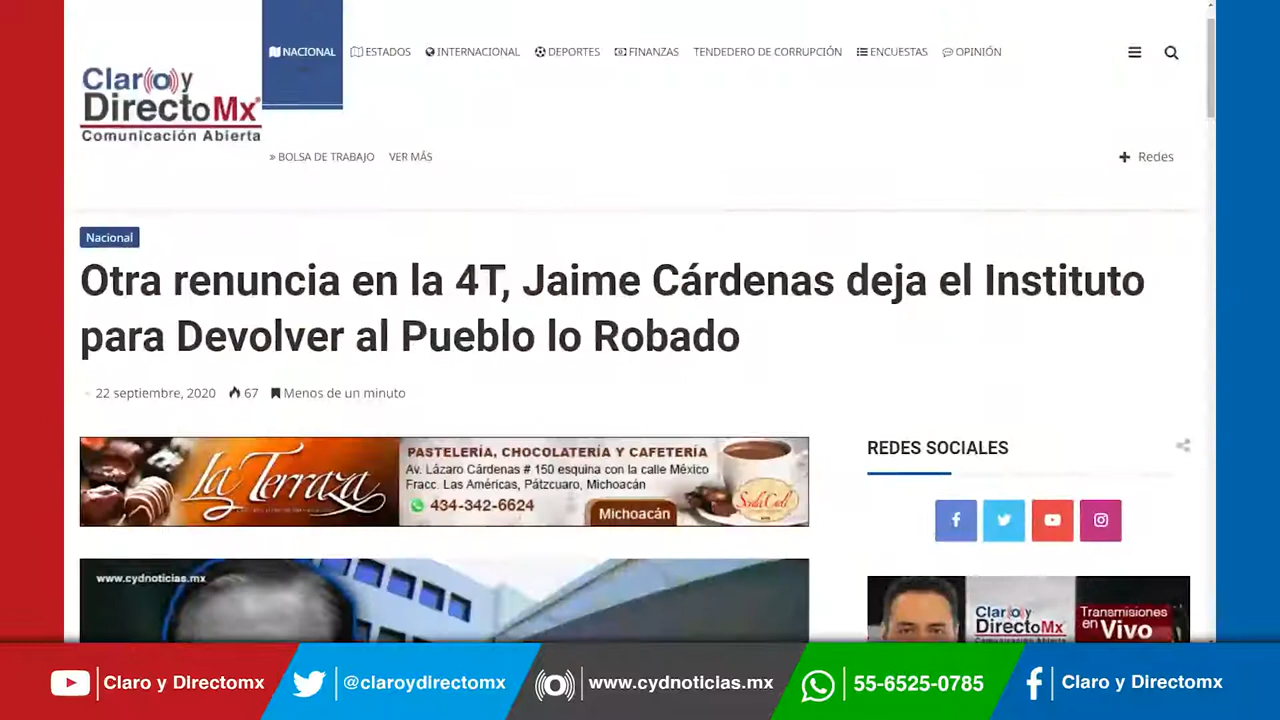 NACIONAL
ESTADOS
INTERNACIONAL
DEPORTES
FINANZAS
TENDEDERO DE CORRUPCIÓN
ENCUESTAS
OPINIÓN
Claro y
DirectoMx
Comunicación Abierta
» BOLSA DE TRABAJO
VER MÁS
+ Redes
Nacional
Otra renuncia en la 4T, Jaime Cárdenas deja el Instituto
para Devolver al Pueblo lo Robado
22 septiembre, 2020
67
Menos de un minuto
La Terraza
PASTELERÍA, CHOCOLATERÍA Y CAFETERÍA
Av. Lázaro Cárdenas # 150 esquina con la calle México
Fracc. Las Américas, Pátzcuaro, Michoacán
434-342-6624
Michoacán
REDES SOCIALES
www.cydnoticias.mx
Claro y
DirectoMx
Comunicación Abierta
Transmisiones
en Vivo
Claro y DIrectomx
@claroydirectomx
www.cydnoticias.mx
55-6525-0785
Claro y Directomx